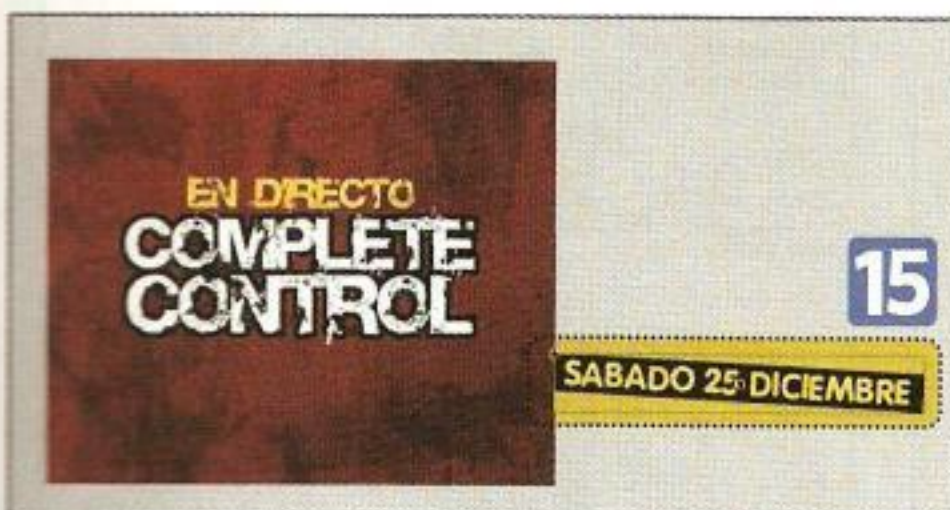 EN DIRECTO
COMPLETE
CONTROL
15
SABADO 25 DICIEMBRE